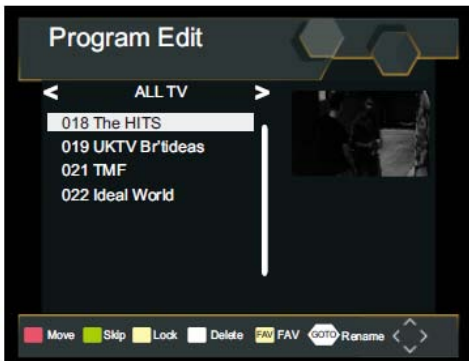 Program Edit
< ALL TV >
018 The HITS
019 UKTV Br'tideas
021 TMF
022 Ideal World
Move Skip Lock Delete FAV FAV GOTO Rename